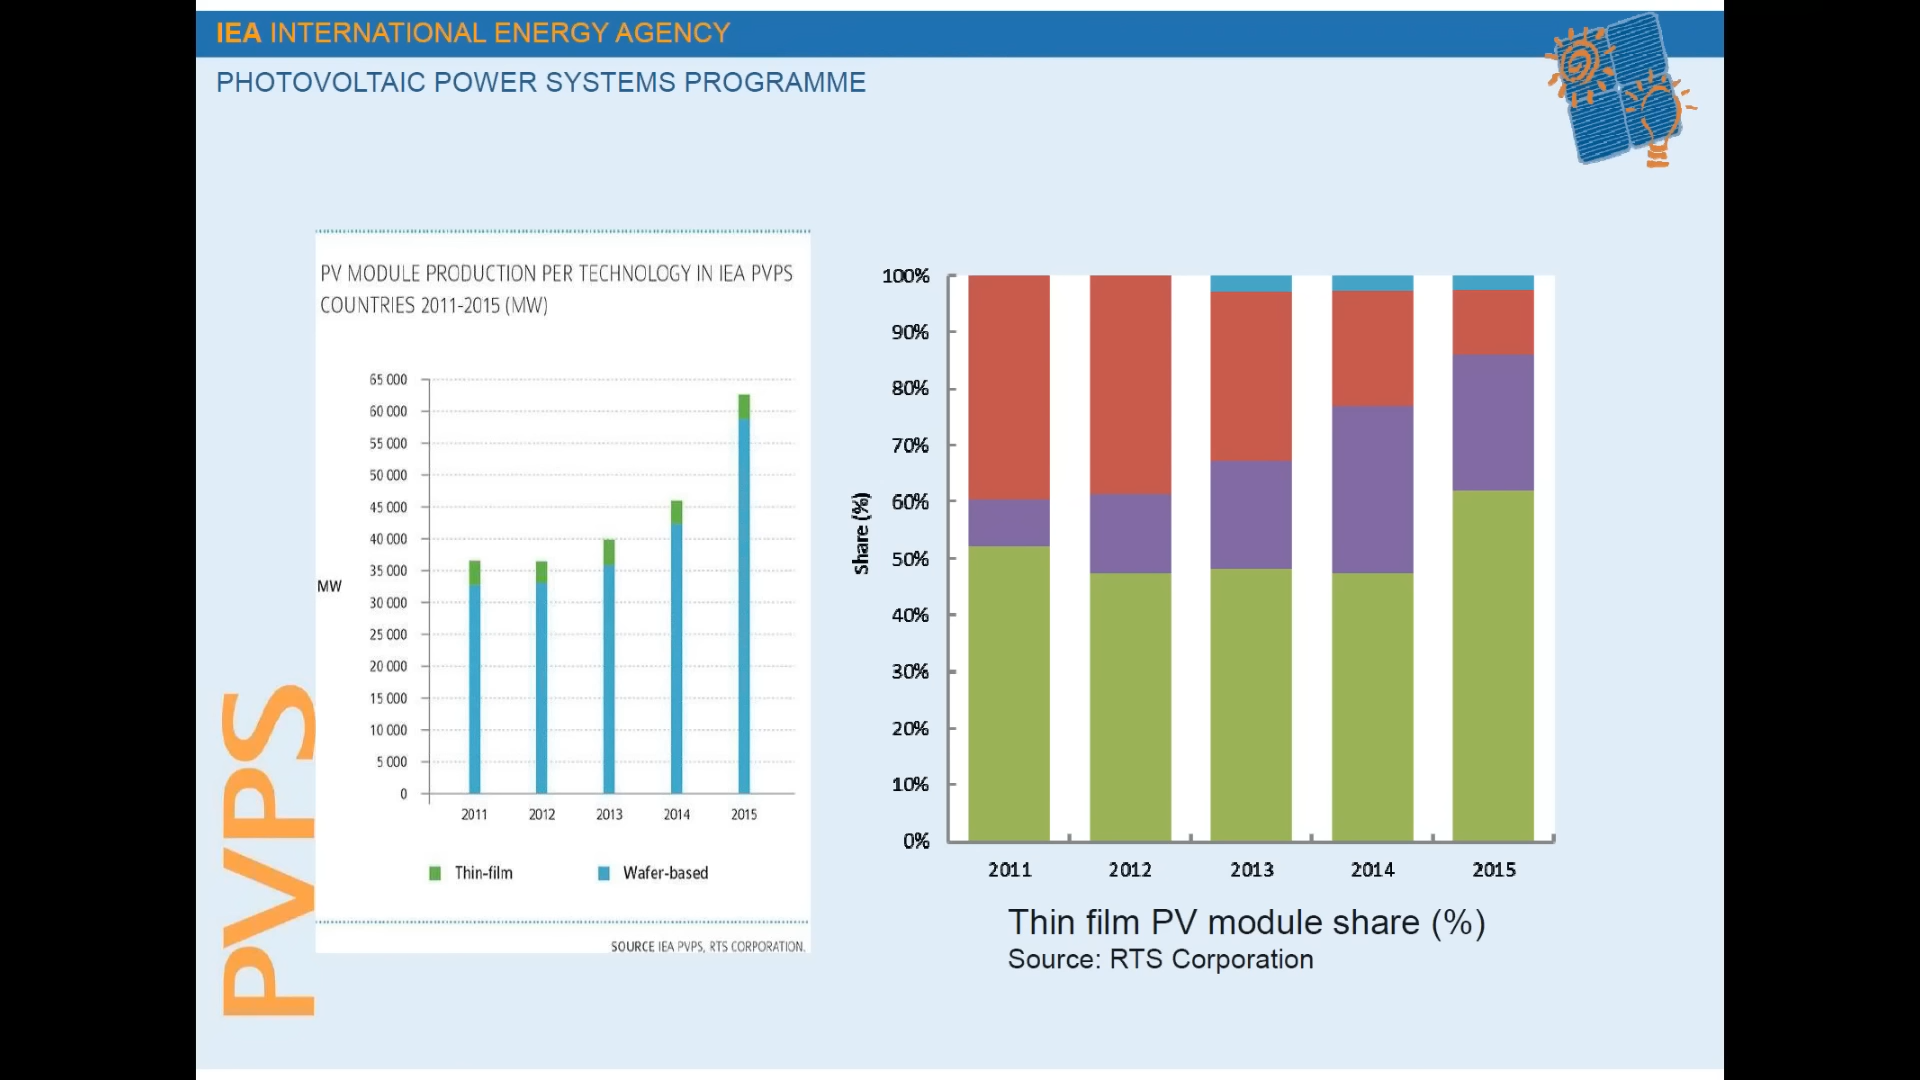 IEA INTERNATIONAL ENERGY AGENCY
PHOTOVOLTAIC POWER SYSTEMS PROGRAMME
PVPS
PV MODULE PRODUCTION PER TECHNOLOGY IN IEA PVPS
COUNTRIES 2011-2015 (MW)
65 000
60 000
55 000
50 000
45 000
40 000
35 000
MW
30 000
25 000
20 000
15 000
10 000
5 000
0
2011 2012 2013 2014 2015
Thin-film Wafer-based
SOURCE IEA PVPS, RTS CORPORATION.
100%
90%
80%
70%
60%
Share (%)
50%
40%
30%
20%
10%
0%
2011 2012 2013 2014 2015
Thin film PV module share (%)
Source: RTS Corporation